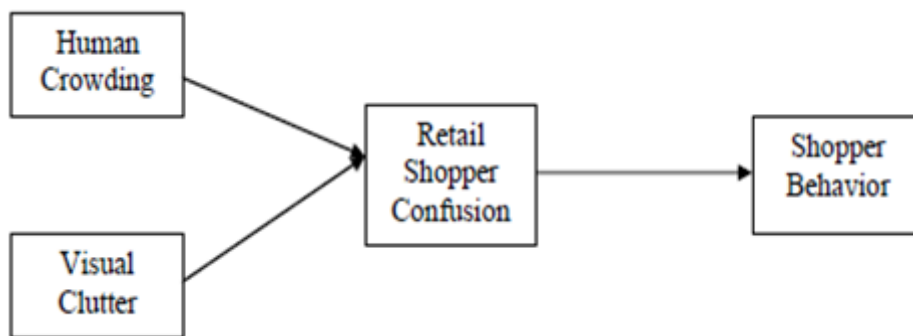 Human
Crowding
Retail
Shopper
Confusion
Shopper
Behavior
Visual
Clutter